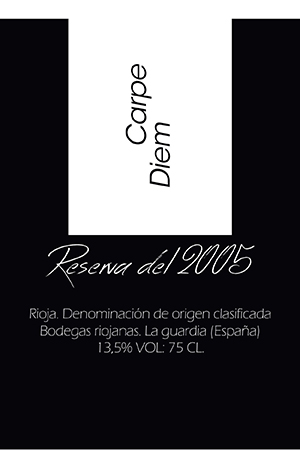 Carpe
Diem
Reserva del 2005
Rioja. Denominación de origen clasificada
Bodegas riojanas. La guardia (España)
13,5% VOL: 75 CL.